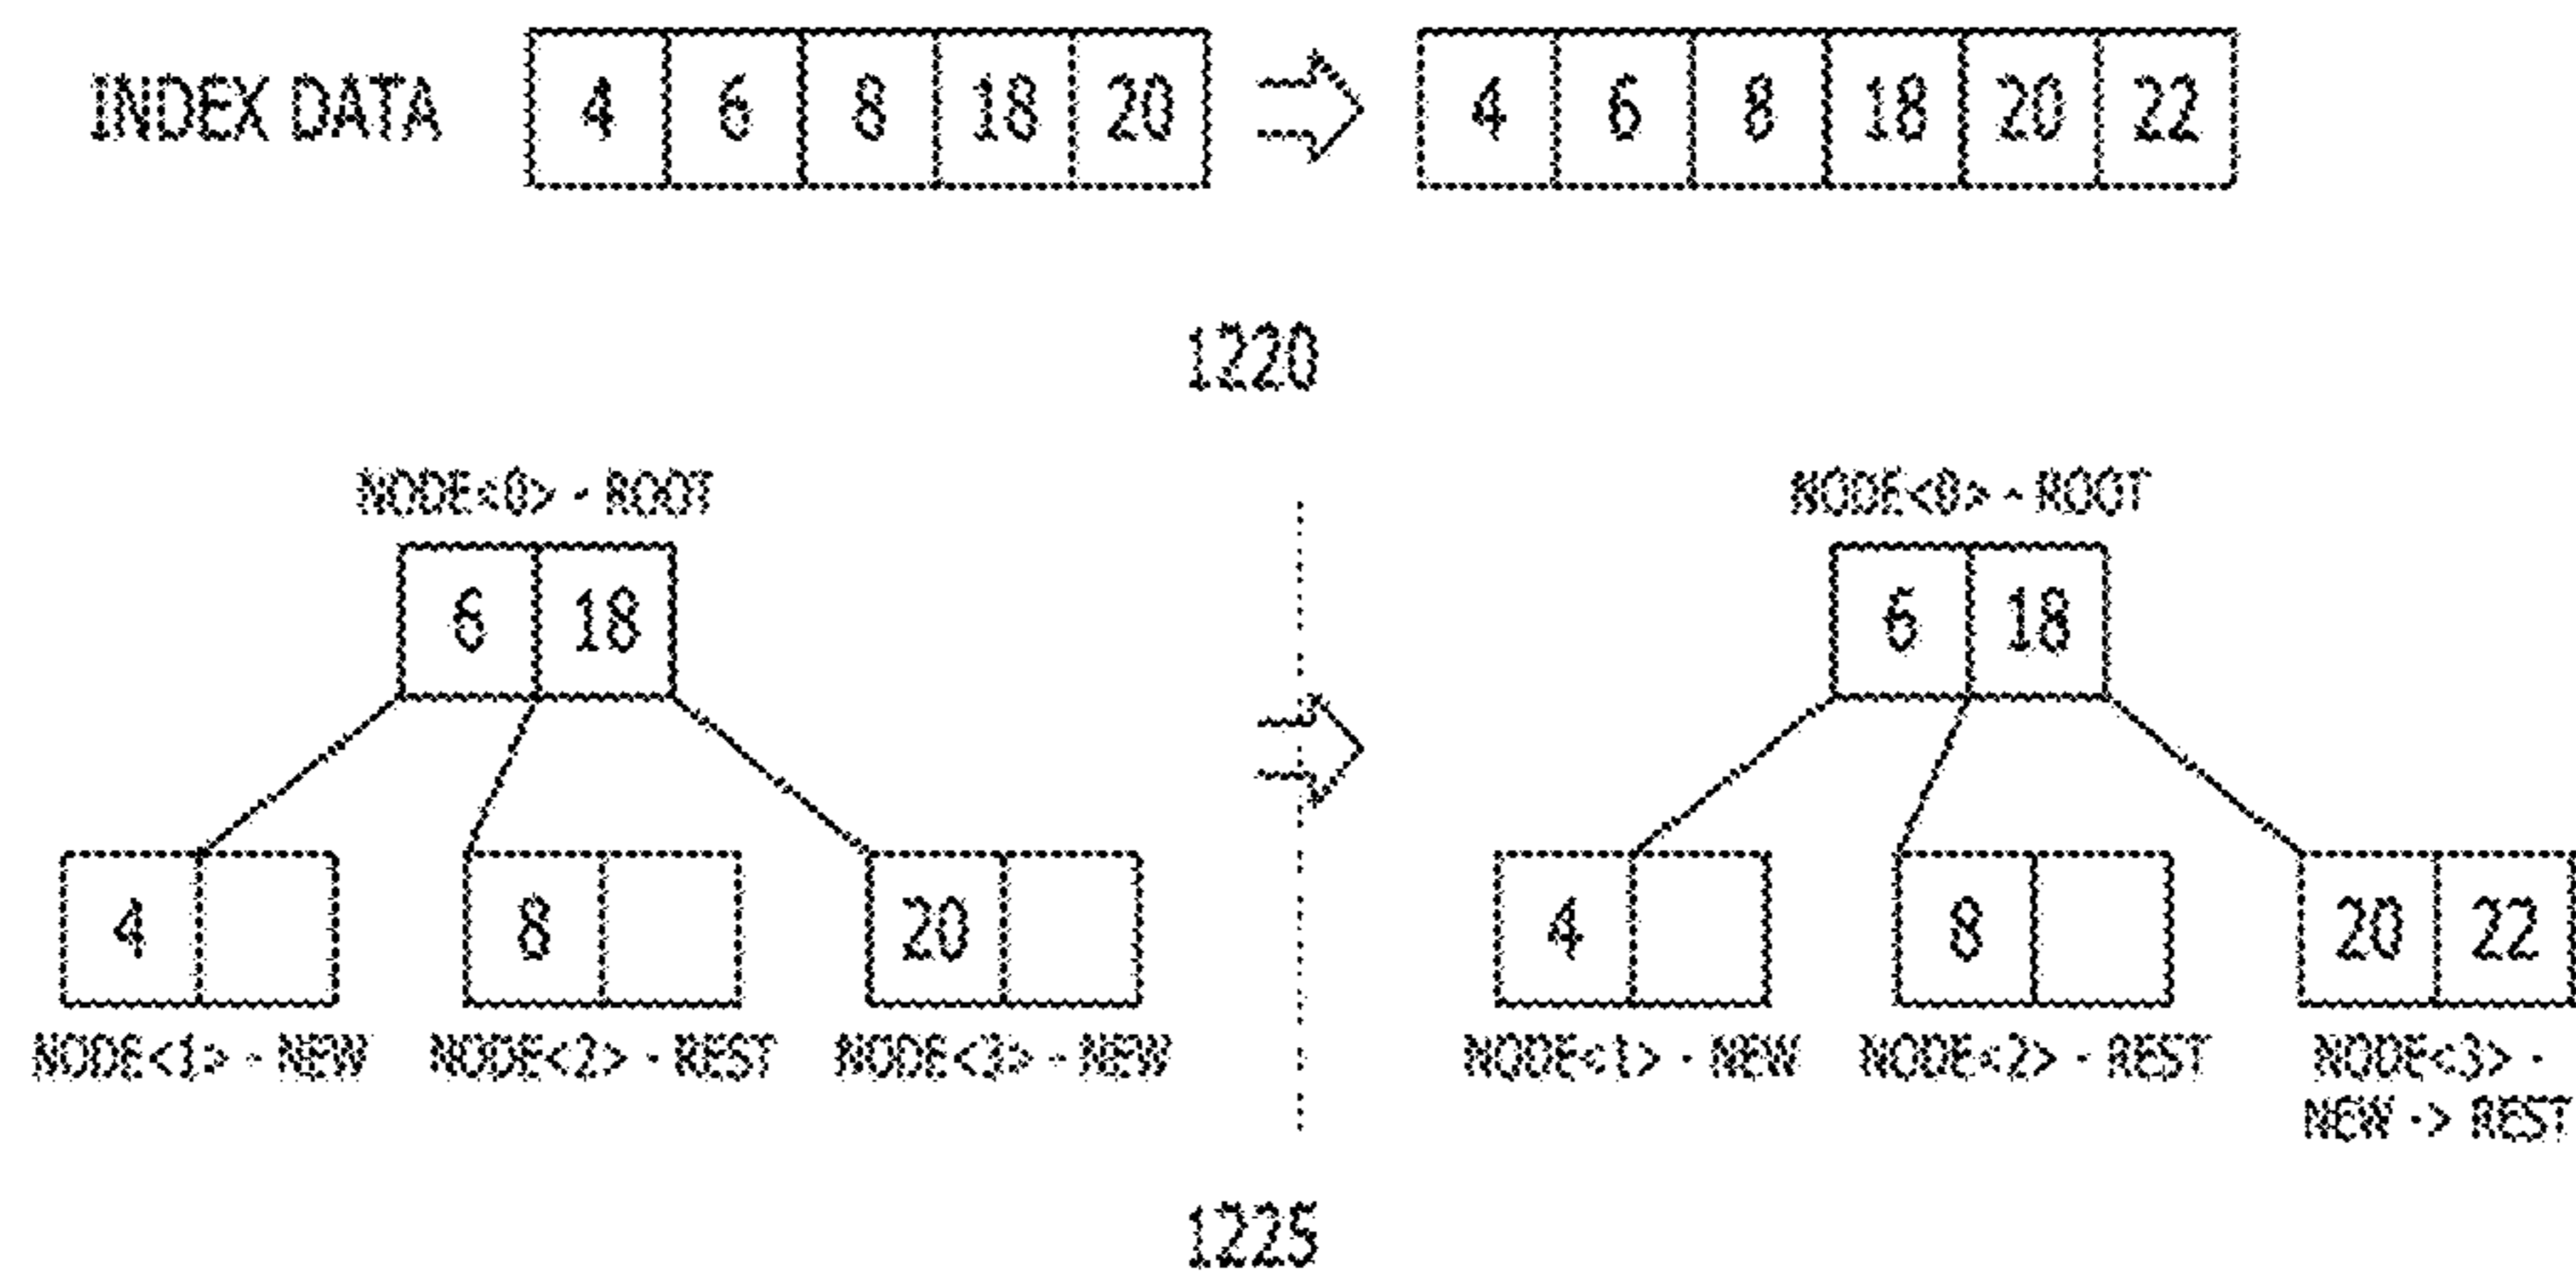 INDEX DATA 4 6 8 18 20 4 6 8 18 20 22
1220
NODE<0> - ROOT NODE<0> - ROOT
6 18 6 18
4 8 20 4 8 20 22
NODE<1> - NEW NODE<2> - REST NODE<3> - NEW NODE<1> - NEW NODE<2> - REST NODE<3> -
NEW -> REST
1225